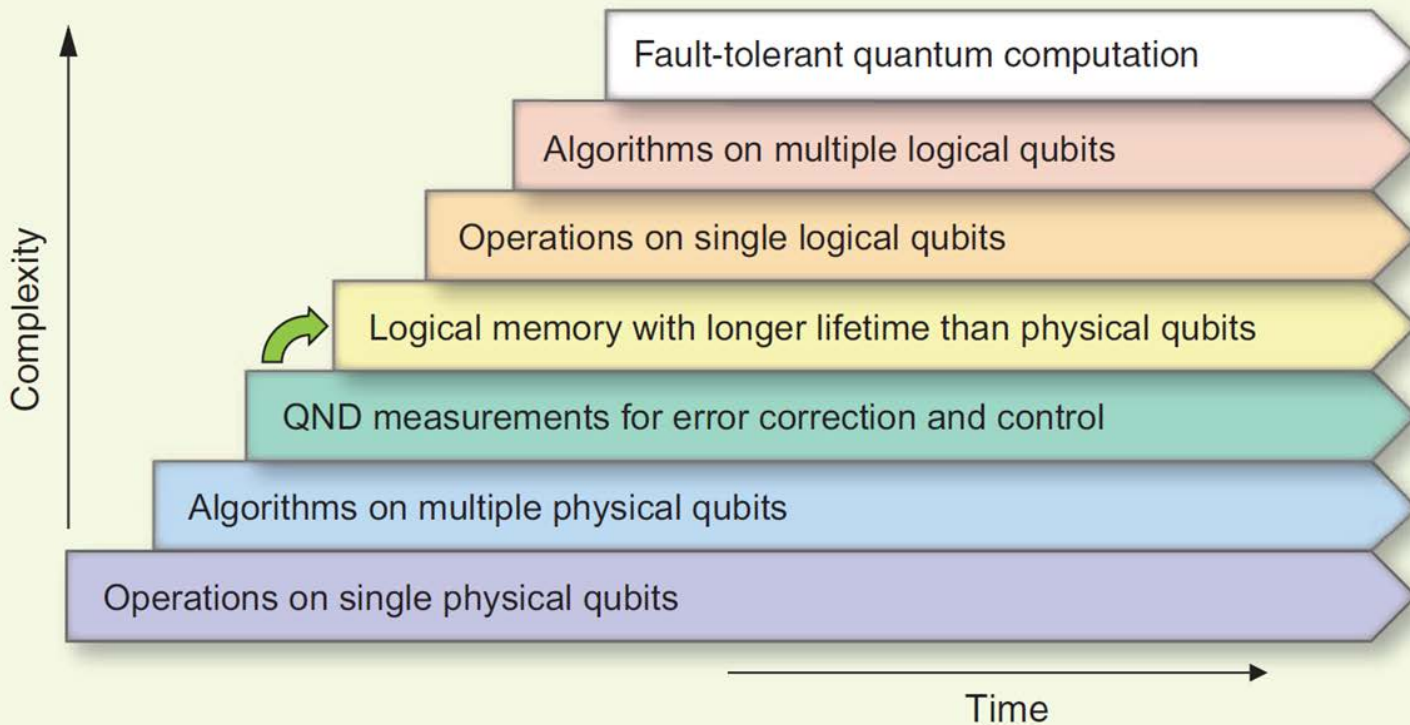 Fault-tolerant quantum computation
Algorithms on multiple logical qubits
Operations on single logical qubits
Logical memory with longer lifetime than physical qubits
QND measurements for error correction and control
Algorithms on multiple physical qubits
Operations on single physical qubits
Complexity
Time